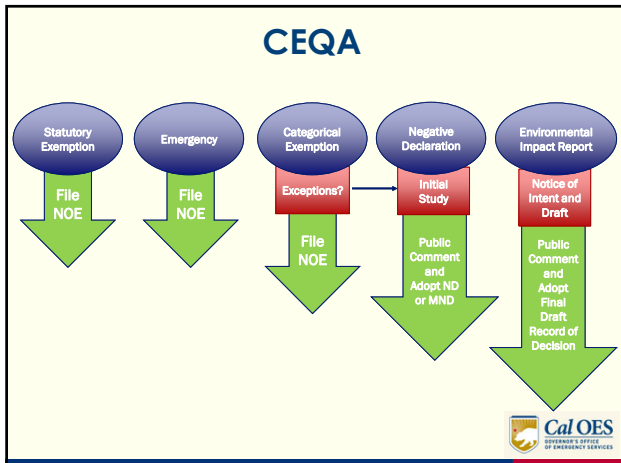 CEQA
Statutory
Exemption
File
NOE
Emergency
File
NOE
Categorical
Exemption
Exceptions?
File
NOE
Negative
Declaration
Initial
Study
Public
Comment
and
Adopt ND
or MND
Environmental
Impact Report
Notice of
Intent and
Draft
Public
Comment
and
Adopt
Final
Draft
Record of
Decision
Cal OES
GOVERNOR'S OFFICE
OF EMERGENCY SERVICES